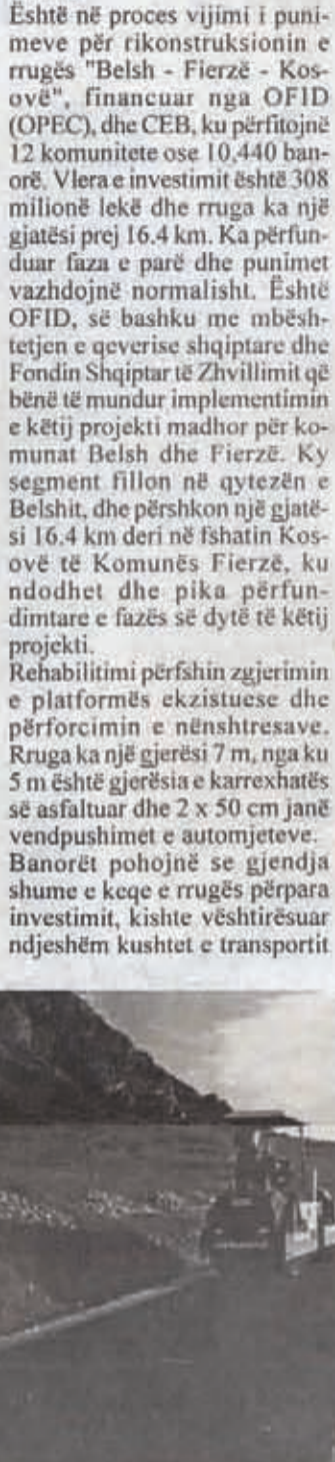 Është në proces vijimi i puni-
meve për rikonstruksionin e
rrugës "Belsh - Fierzë - Kos-
ovë", financuar nga OFID
(OPEC), dhe CEB, ku përfitojnë
12 komunitete ose 10,440 ban-
orë. Vlera e investimit është 308
milionë lekë dhe rruga ka një
gjatësi prej 16.4 km. Ka përfun-
duar faza e parë dhe punimet
vazhdojnë normalisht. Është
OFID, së bashku me mbësh-
tetjen e qeverise shqiptare dhe
Fondin Shqiptar të Zhvillimit që
bënë të mundur implementimin
e këtij projekti madhor për ko-
munat Belsh dhe Fierzë. Ky
segment fillon në qytezën e
Belshit, dhe përshkon një gjatë-
si 16.4 km deri në fshatin Kos-
ovë të Komunës Fierzë, ku
ndodhet dhe pika përfun-
dimtare e fazës së dytë të këtij
projekti.
Rehabilitimi përfshin zgjerimin
e platformës ekzistuese dhe
përforcimin e nënshtresave.
Rruga ka një gjerësi 7 m, nga ku
5 m është gjerësia e karrexhatës
së asfaltuar dhe 2 x 50 cm janë
vendpushimet e automjeteve.
Banorët pohojnë se gjendja
shume e keqe e rrugës përpara
investimit, kishte vështirësuar
ndjeshëm kushtet e transportit